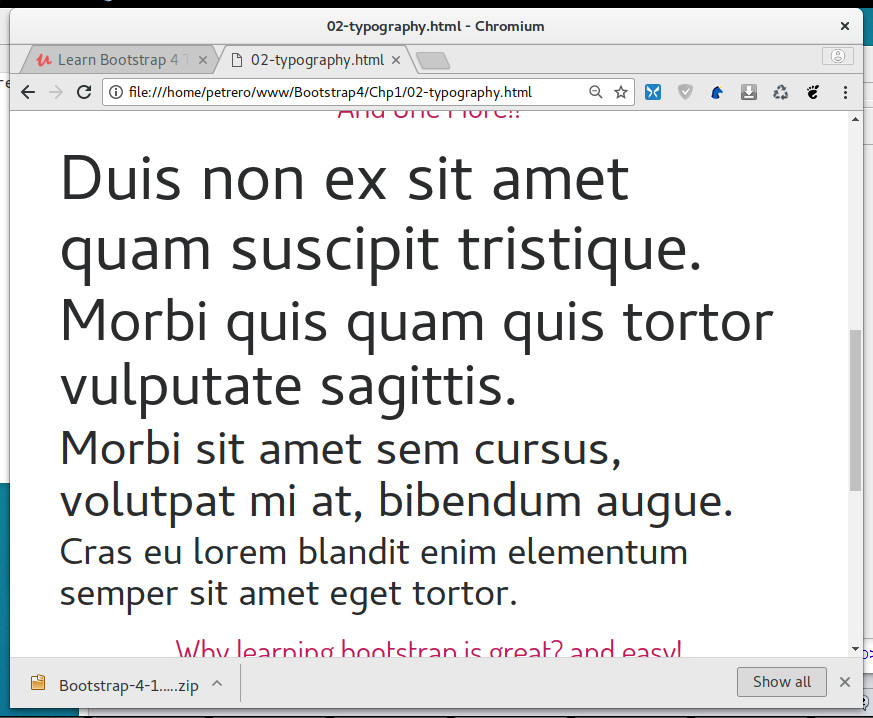 02-typography.html - Chromium
Learn Bootstrap 4 T
02-typography.html
file:///home/petrero/www/Bootstrap4/Chp1/02-typography.html
And One More!!
Duis non ex sit amet
quam suscipit tristique.
Morbi quis quam quis tortor
vulputate sagittis.
Morbi sit amet sem cursus,
volutpat mi at, bibendum augue.
Cras eu lorem blandit enim elementum
semper sit amet eget tortor.
Why learning bootstrap is great? and easy!
Bootstrap-4-1.....zip
Show all